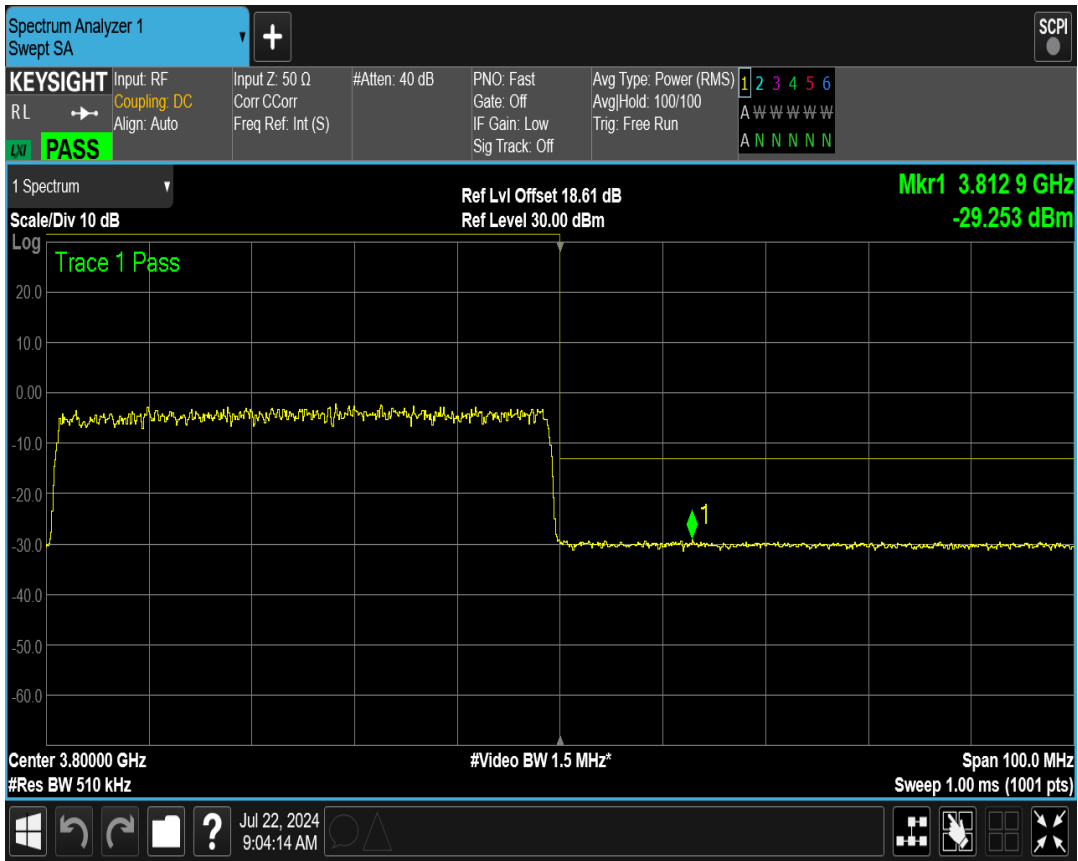 Spectrum Analyzer 1
Swept SA
SCPI
KEYSIGHT
RL
LXI PASS
Input: RF
Coupling: DC
Align: Auto
Input Z: 50 Ω
Corr CCorr
Freq Ref: Int (S)
#Atten: 40 dB
PNO: Fast
Gate: Off
IF Gain: Low
Sig Track: Off
Avg Type: Power (RMS)
Avg|Hold: 100/100
Trig: Free Run
1 2 3 4 5 6
A W W W W W
A N N N N N
1 Spectrum
Scale/Div 10 dB
Ref Lvl Offset 18.61 dB
Ref Level 30.00 dBm
Mkr1 3.812 9 GHz
-29.253 dBm
Log
Trace 1 Pass
20.0
10.0
0.00
-10.0
-20.0
1
-30.0
-40.0
-50.0
-60.0
Center 3.80000 GHz
#Video BW 1.5 MHz*
Span 100.0 MHz
#Res BW 510 kHz
Sweep 1.00 ms (1001 pts)
?
Jul 22, 2024
9:04:14 AM